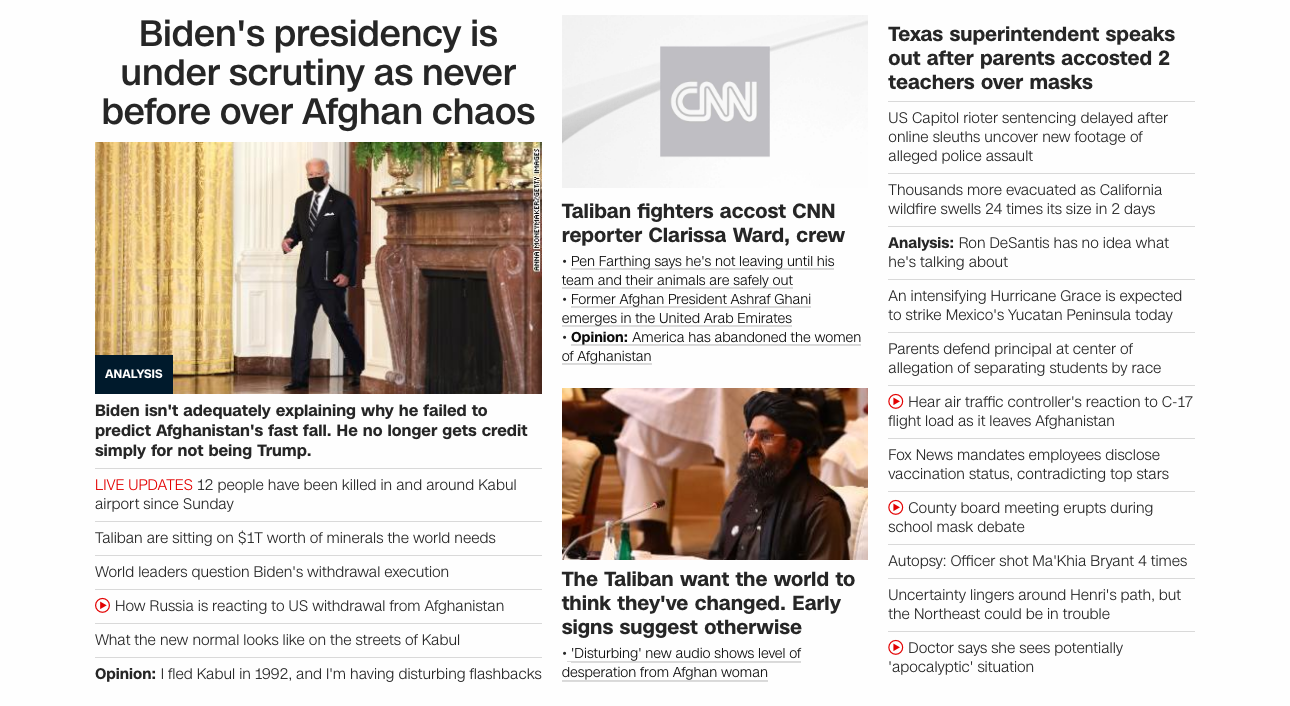 Biden's presidency is
under scrutiny as never
before over Afghan chaos
ANNA MONEYMAKER/GETTY IMAGES
ANALYSIS
Biden isn't adequately explaining why he failed to
predict Afghanistan's fast fall. He no longer gets credit
simply for not being Trump.
LIVE UPDATES 12 people have been killed in and around Kabul
airport since Sunday
Taliban are sitting on $1T worth of minerals the world needs
World leaders question Biden's withdrawal execution
How Russia is reacting to US withdrawal from Afghanistan
What the new normal looks like on the streets of Kabul
Opinion: I fled Kabul in 1992, and I'm having disturbing flashbacks
CNN
Taliban fighters accost CNN
reporter Clarissa Ward, crew
• Pen Farthing says he's not leaving until his
team and their animals are safely out
• Former Afghan President Ashraf Ghani
emerges in the United Arab Emirates
• Opinion: America has abandoned the women
of Afghanistan
The Taliban want the world to
think they've changed. Early
signs suggest otherwise
• 'Disturbing' new audio shows level of
desperation from Afghan woman
Texas superintendent speaks
out after parents accosted 2
teachers over masks
US Capitol rioter sentencing delayed after
online sleuths uncover new footage of
alleged police assault
Thousands more evacuated as California
wildfire swells 24 times its size in 2 days
Analysis: Ron DeSantis has no idea what
he's talking about
An intensifying Hurricane Grace is expected
to strike Mexico's Yucatan Peninsula today
Parents defend principal at center of
allegation of separating students by race
Hear air traffic controller's reaction to C-17
flight load as it leaves Afghanistan
Fox News mandates employees disclose
vaccination status, contradicting top stars
County board meeting erupts during
school mask debate
Autopsy: Officer shot Ma'Khia Bryant 4 times
Uncertainty lingers around Henri's path, but
the Northeast could be in trouble
Doctor says she sees potentially
'apocalyptic' situation